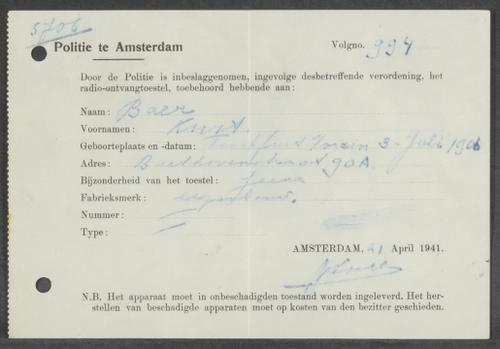 5706
Politie te Amsterdam
Volgno. 994
Door de Politie is inbeslaggenomen, ingevolge desbetreffende verordening, het
radio-ontvangtoestel, toebehoord hebbende aan:
Naam: Baer
Voornamen: Kurt.
Geboorteplaats en -datum: Frankfurt 3-Juli 1906
Adres: Beethovenstraat 90A.
Bijzonderheid van het toestel: geene
Fabrieksmerk: eigenbouw.
Nummer: —
Type: —
AMSTERDAM, 21 April 1941.
N.B. Het apparaat moet in onbeschadigden toestand worden ingeleverd. Het her-
stellen van beschadigde apparaten moet op kosten van den bezitter geschieden.